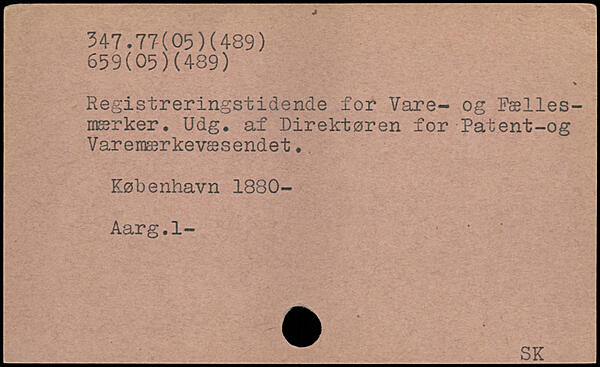 347.77(05)(489)
659(05)(489)
Registreringstidende for Vare- og Fælles-
mærker. Udg. af Direktøren for Patent-og
Varemærkevæsendet.
København 1880-
Aarg.1-
SK